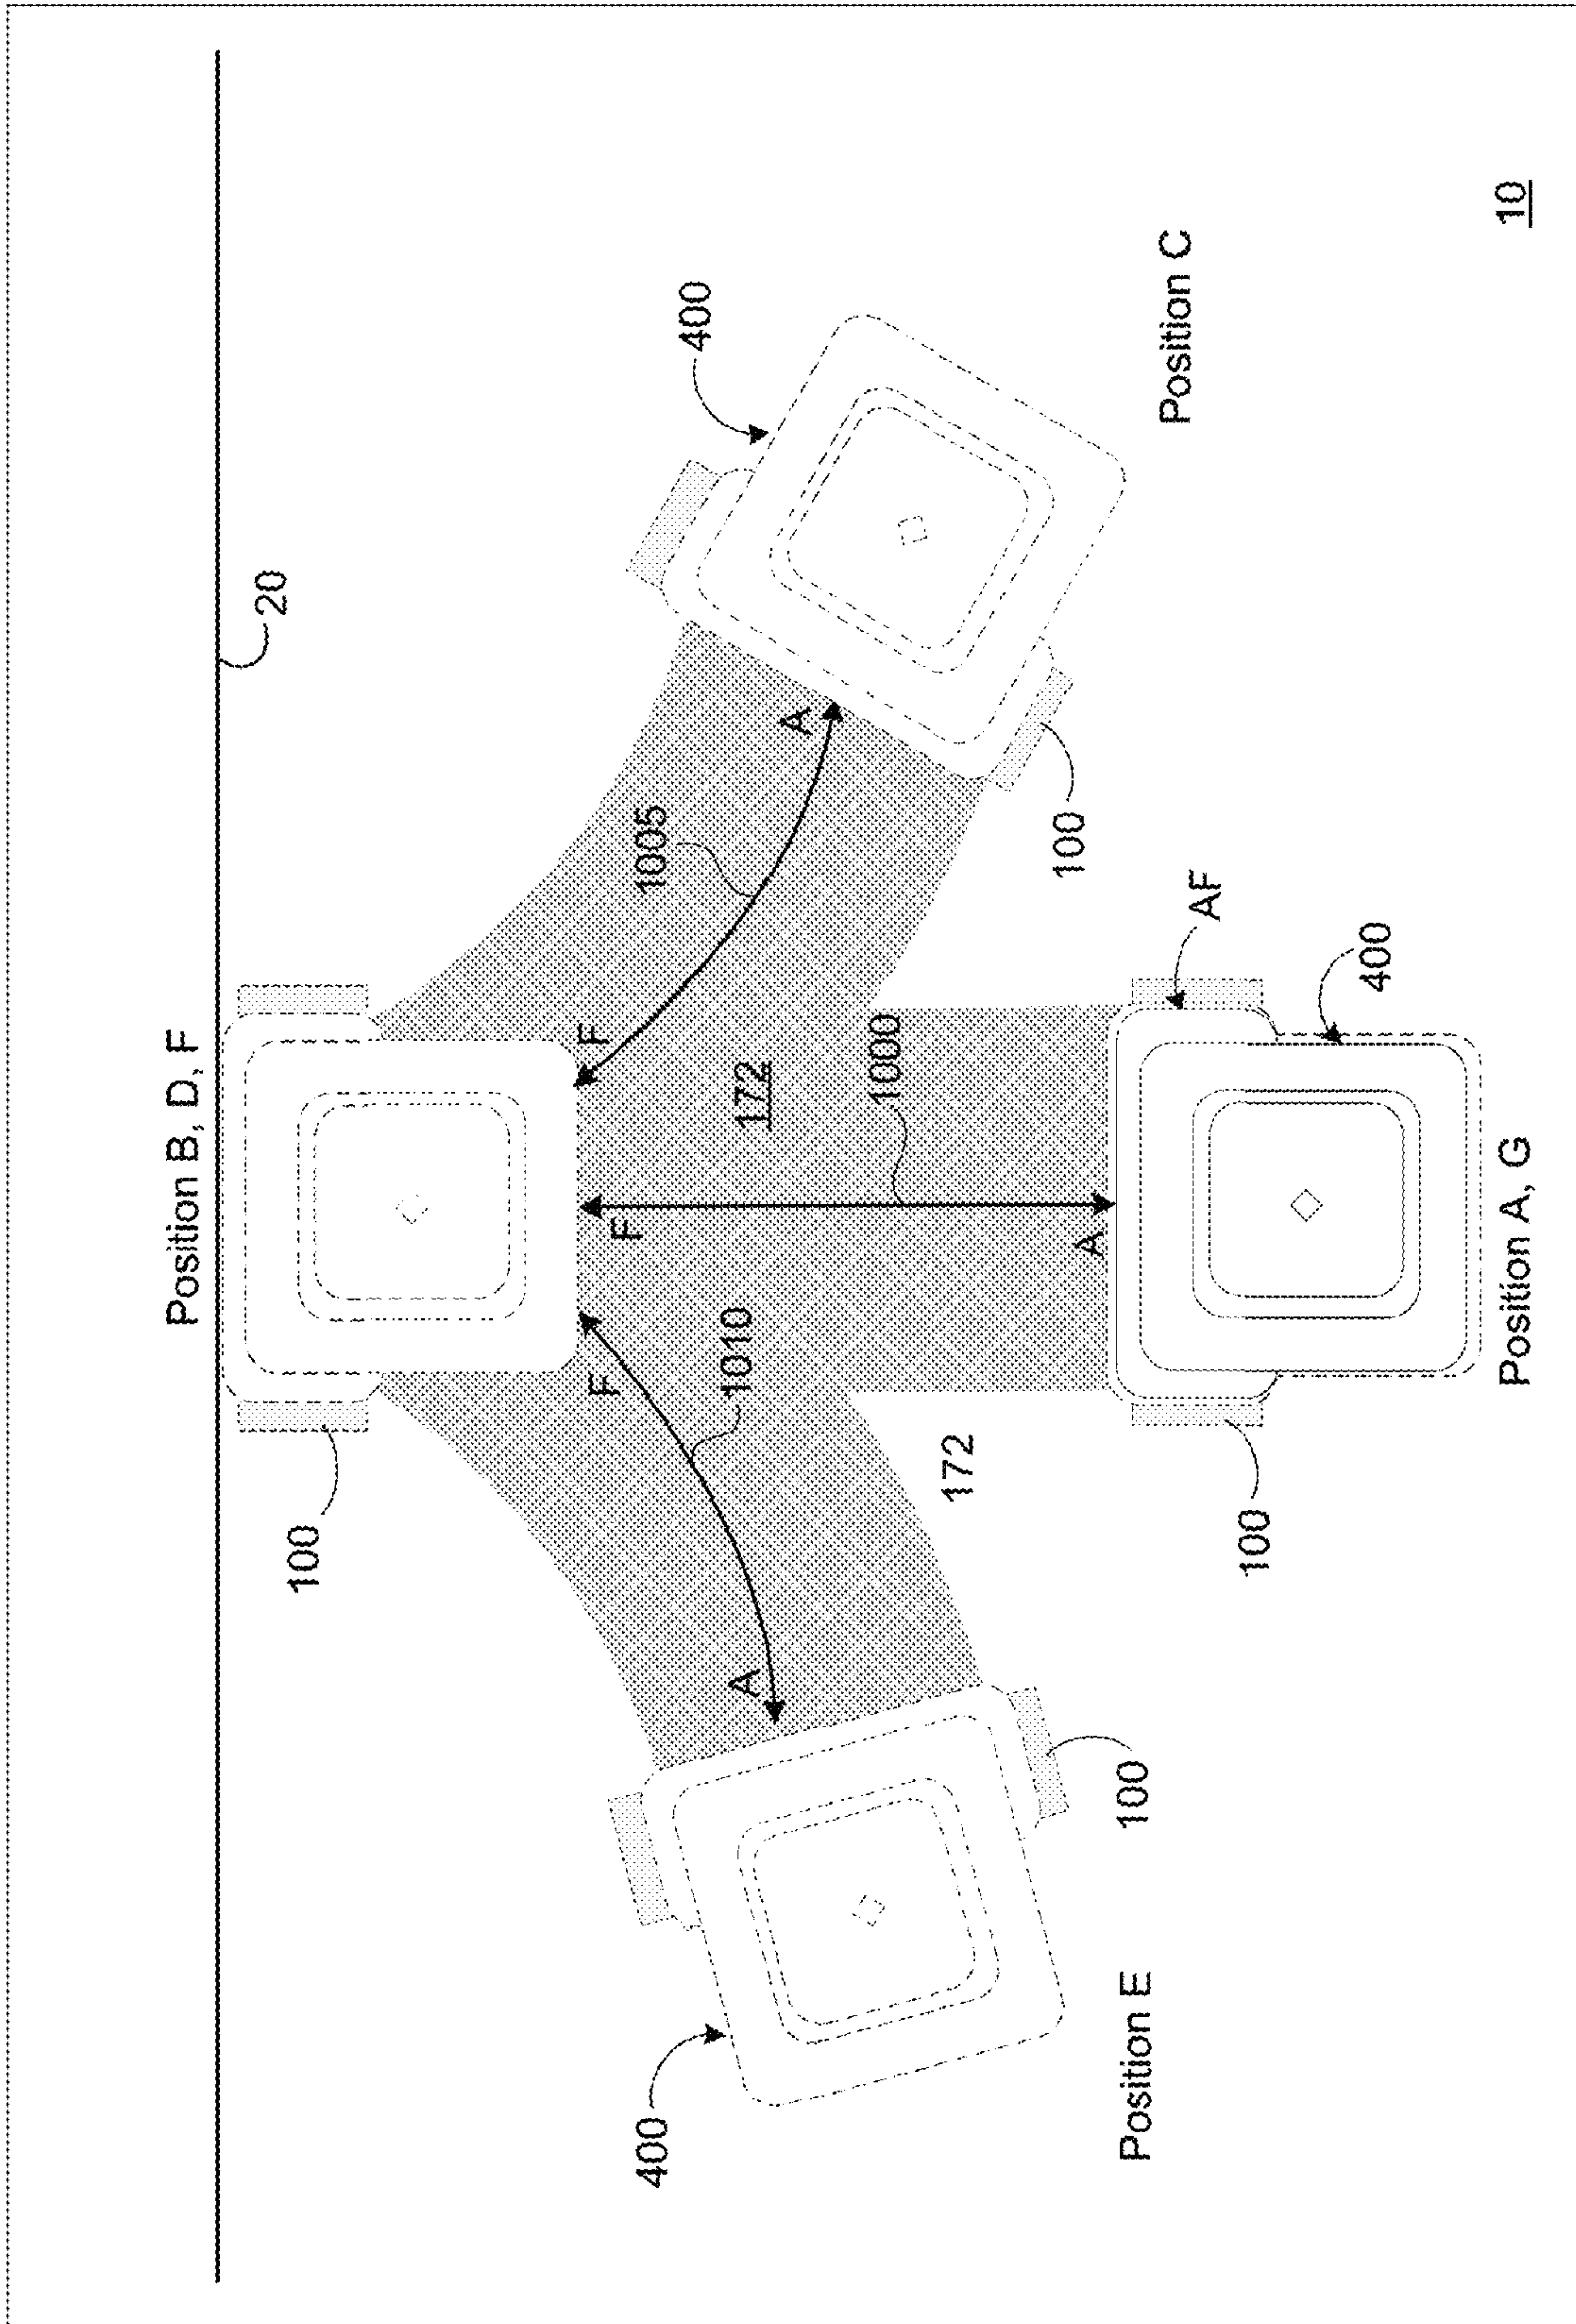 Position B, D, F
20
100
F
F
F
400
1005
400
1010
A
172
A
1000
172
100
A
Position E
100
Position C
AF
100
400
Position A, G
10